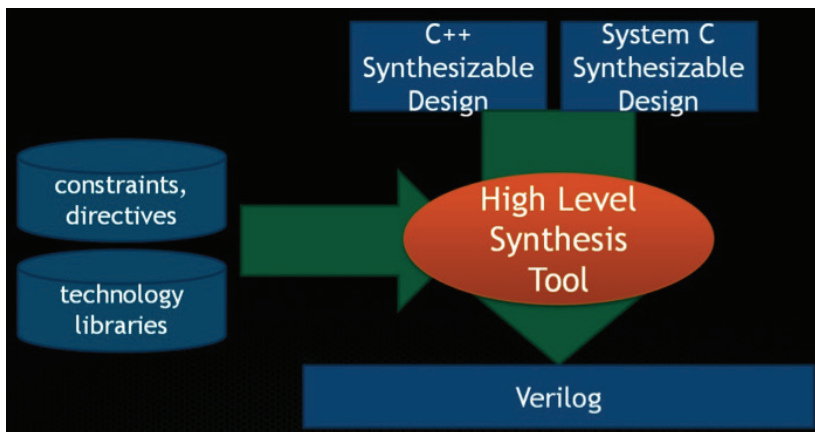 C++
Synthesizable
Design
System C
Synthesizable
Design
constraints,
directives
technology
libraries
High Level
Synthesis
Tool
Verilog